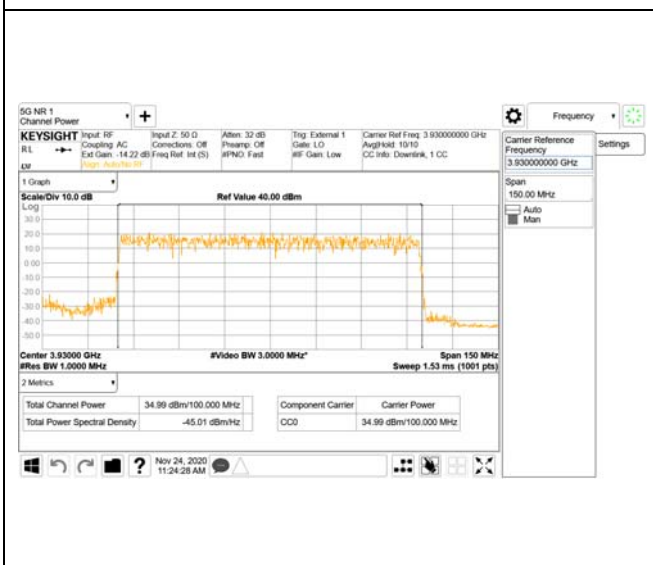 5G NR 1
Channel Power
Frequency
KEYSIGHT Input: RF Input Z: 50 Ω Atten: 32 dB Trig: External 1 Carrier Ref Freq: 3.930000000 GHz
RL Coupling: AC Corrections: Off Preamp: Off Gate: LO Avg|Hold: 10/10
Ext Gain: -14.22 dB Freq Ref: Int (S) #PNO: Fast #IF Gain: Low CC Info: Downlink, 1 CC
Align: Auto/No RF
Carrier Reference
Frequency
3.930000000 GHz
Settings
Span
150.00 MHz
Auto
Man
1 Graph
Scale/Div 10.0 dB Ref Value 40.00 dBm
Log
30.0
20.0
10.0
0.00
-10.0
-20.0
-30.0
-40.0
-50.0
Center 3.93000 GHz #Video BW 3.0000 MHz* Span 150 MHz
#Res BW 1.0000 MHz Sweep 1.53 ms (1001 pts)
2 Metrics
Total Channel Power 34.99 dBm/100.000 MHz Component Carrier Carrier Power
Total Power Spectral Density -45.01 dBm/Hz CC0 34.99 dBm/100.000 MHz
? Nov 24, 2020
11:24:28 AM